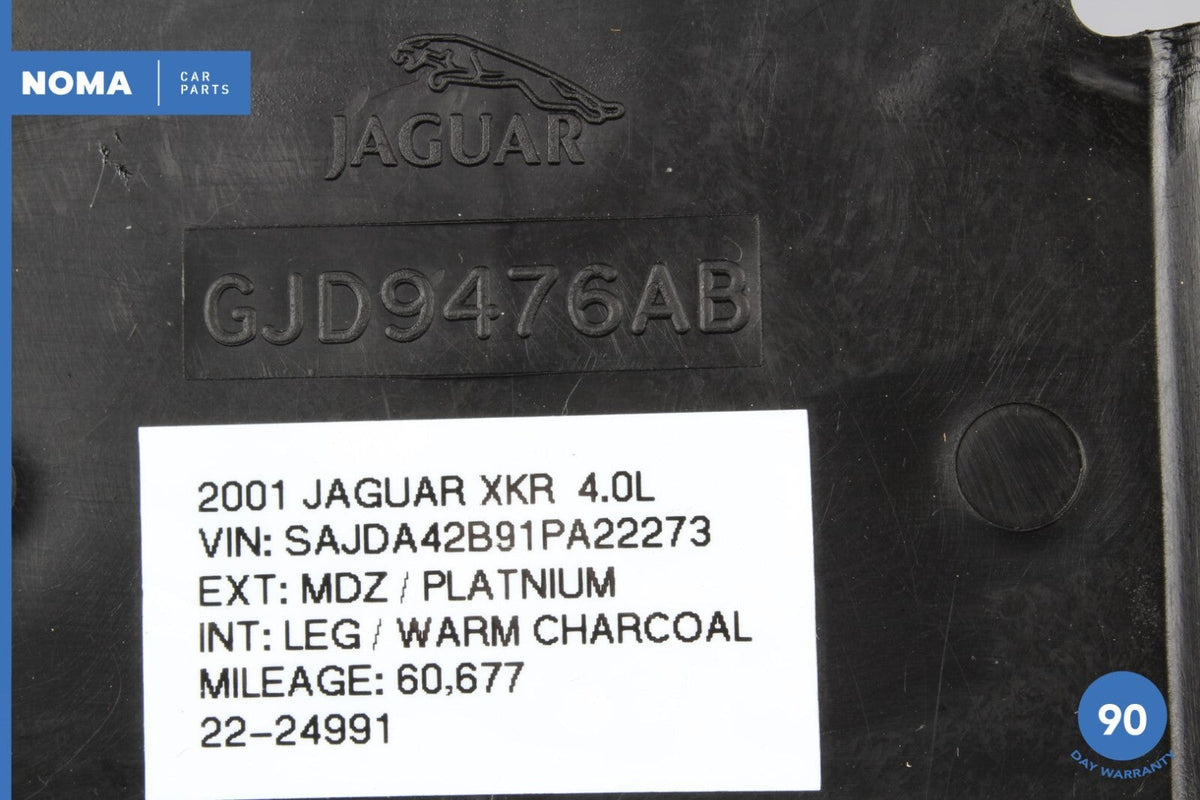 NOMA
CAR
PARTS
JAGUAR
GJD9476AB
2001 JAGUAR XKR 4.0L
VIN: SAJDA42B91PA22273
EXT: MDZ / PLATNIUM
INT: LEG / WARM CHARCOAL
MILEAGE: 60,677
22-24991
90
DAY WARRANTY